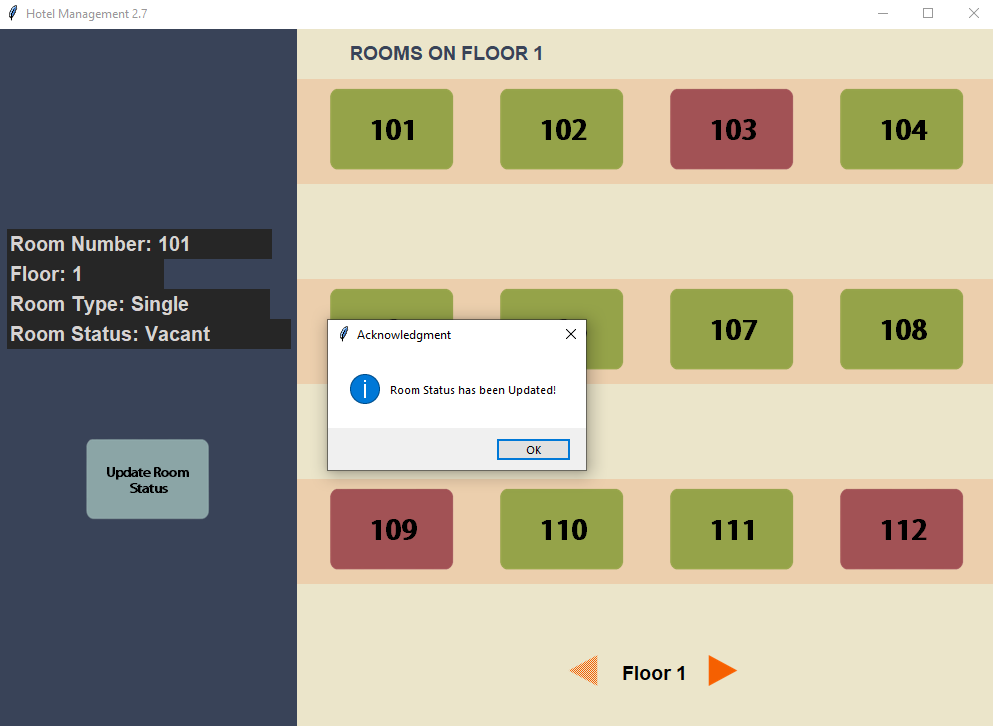 Hotel Management 2.7
ROOMS ON FLOOR 1
101 102 103 104
Room Number: 101
Floor: 1
Room Type: Single
Room Status: Vacant
107 108
Acknowledgment
Room Status has been Updated!
OK
Update Room
Status
109 110 111 112
Floor 1